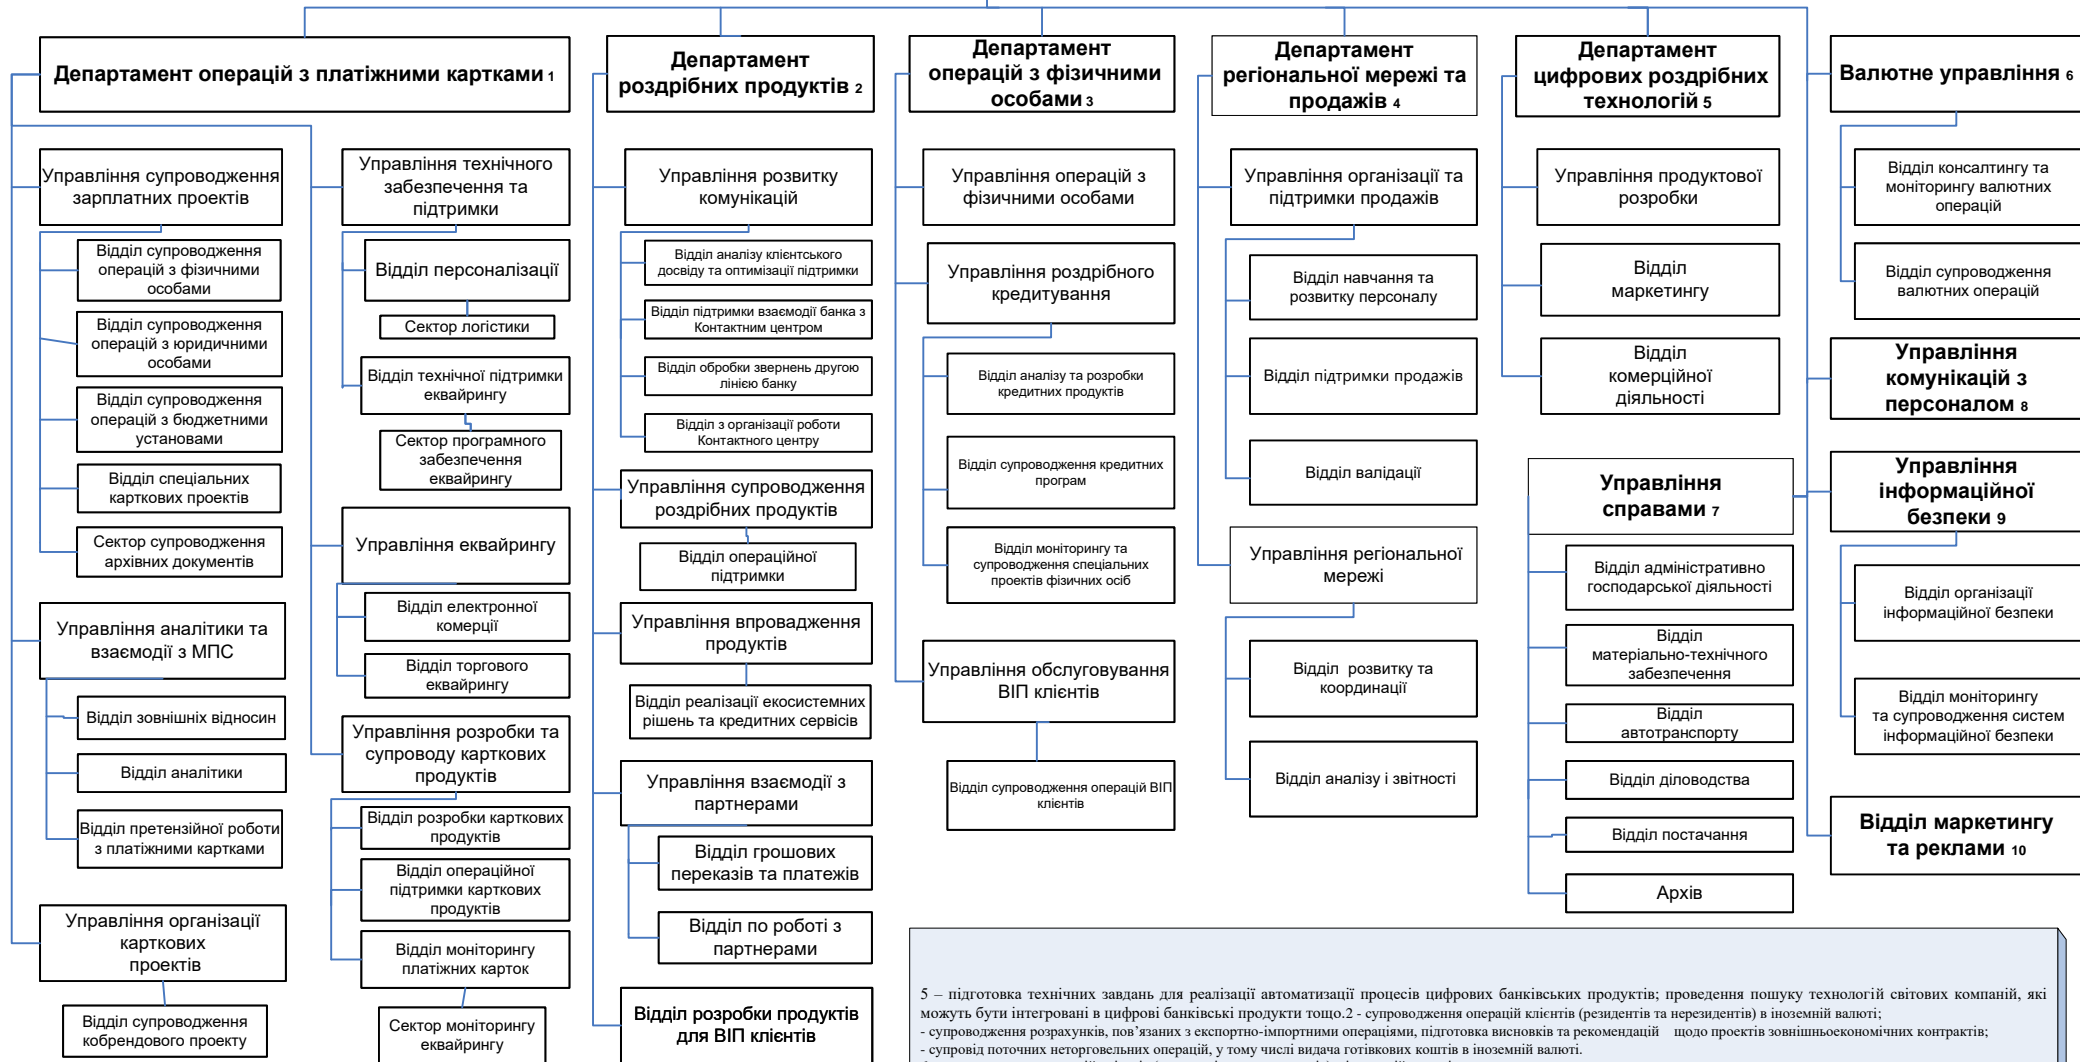 Департамент операцій з платіжними картками 1
Управління супроводження
зарплатних проектів
Відділ супроводження
операцій з фізичними
особами
Відділ супроводження
операцій з юридичними
особами
Відділ супроводження
операцій з бюджетними
установами
Відділ спеціальних
карткових проектів
Сектор супроводження
архівних документів
Управління аналітики та
взаємодії з МПС
Відділ зовнішніх відносин
Відділ аналітики
Відділ претензійної роботи
з платіжними картками
Управління організації
карткових
проектів
Відділ супроводження
кобрендового проекту
Управління технічного
забезпечення та
підтримки
Відділ персоналізації
Сектор логістики
Відділ технічної підтримки
еквайрингу
Сектор програмного
забезпечення
еквайрингу
Управління еквайрингу
Відділ електронної
комерції
Відділ торгового
еквайрингу
Управління розробки та
супроводу карткових
продуктів
Відділ розробки карткових
продуктів
Відділ операційної
підтримки карткових
продуктів
Відділ моніторингу
платіжних карток
Сектор моніторингу
еквайрингу
Департамент
роздрібних продуктів 2
Управління розвитку
комунікацій
Відділ аналізу клієнтського
досвіду та оптимізації підтримки
Відділ підтримки взаємодії банка з
Контактним центром
Відділ обробки звернень другою
лінією банку
Відділ з організації роботи
Контактного центру
Управління супроводження
роздрібних продуктів
Відділ операційної
підтримки
Управління впровадження
продуктів
Відділ реалізації екосистемних
рішень та кредитних сервісів
Управління взаємодії з
партнерами
Відділ грошових
переказів та платежів
Відділ по роботі з
партнерами
Відділ розробки продуктів
для ВІП клієнтів
Департамент
операцій з фізичними
особами 3
Управління операцій з
фізичними особами
Управління роздрібного
кредитування
Відділ аналізу та розробки
кредитних продуктів
Відділ супроводження кредитних
програм
Відділ моніторингу та
супроводження спеціальних
проектів фізичних осіб
Управління обслуговування
ВІП клієнтів
Відділ супроводження операцій ВІП
клієнтів
Департамент
регіональної мережі та
продажів 4
Управління організації та
підтримки продажів
Відділ навчання та
розвитку персоналу
Відділ підтримки продажів
Відділ валідації
Управління регіональної
мережі
Відділ розвитку та
координації
Відділ аналізу і звітності
Департамент
цифрових роздрібних
технологій 5
Управління продуктової
розробки
Відділ
маркетингу
Відділ
комерційної
діяльності
Управління
справами 7
Відділ адміністративно
господарської діяльності
Відділ
матеріально-технічного
забезпечення
Відділ
автотранспорту
Відділ діловодства
Відділ постачання
Архів
Валютне управління 6
Відділ консалтингу та
моніторингу валютних
операцій
Відділ супроводження
валютних операцій
Управління
комунікацій з
персоналом 8
Управління
інформаційної
безпеки 9
Відділ організації
інформаційної безпеки
Відділ моніторингу
та супроводження систем
інформаційної безпеки
Відділ маркетингу
та реклами 10
5 – підготовка технічних завдань для реалізації автоматизації процесів цифрових банківських продуктів; проведення пошуку технологій світових компаній, які
можуть бути інтегровані в цифрові банківські продукти тощо.2 - супроводження операцій клієнтів (резидентів та нерезидентів) в іноземній валюті;
- супроводження розрахунків, пов’язаних з експортно-імпортними операціями, підготовка висновків та рекомендацій щодо проектів зовнішньоекономічних контрактів;
- супровід поточних неторговельних операцій, у тому числі видача готівкових коштів в іноземній валюті.